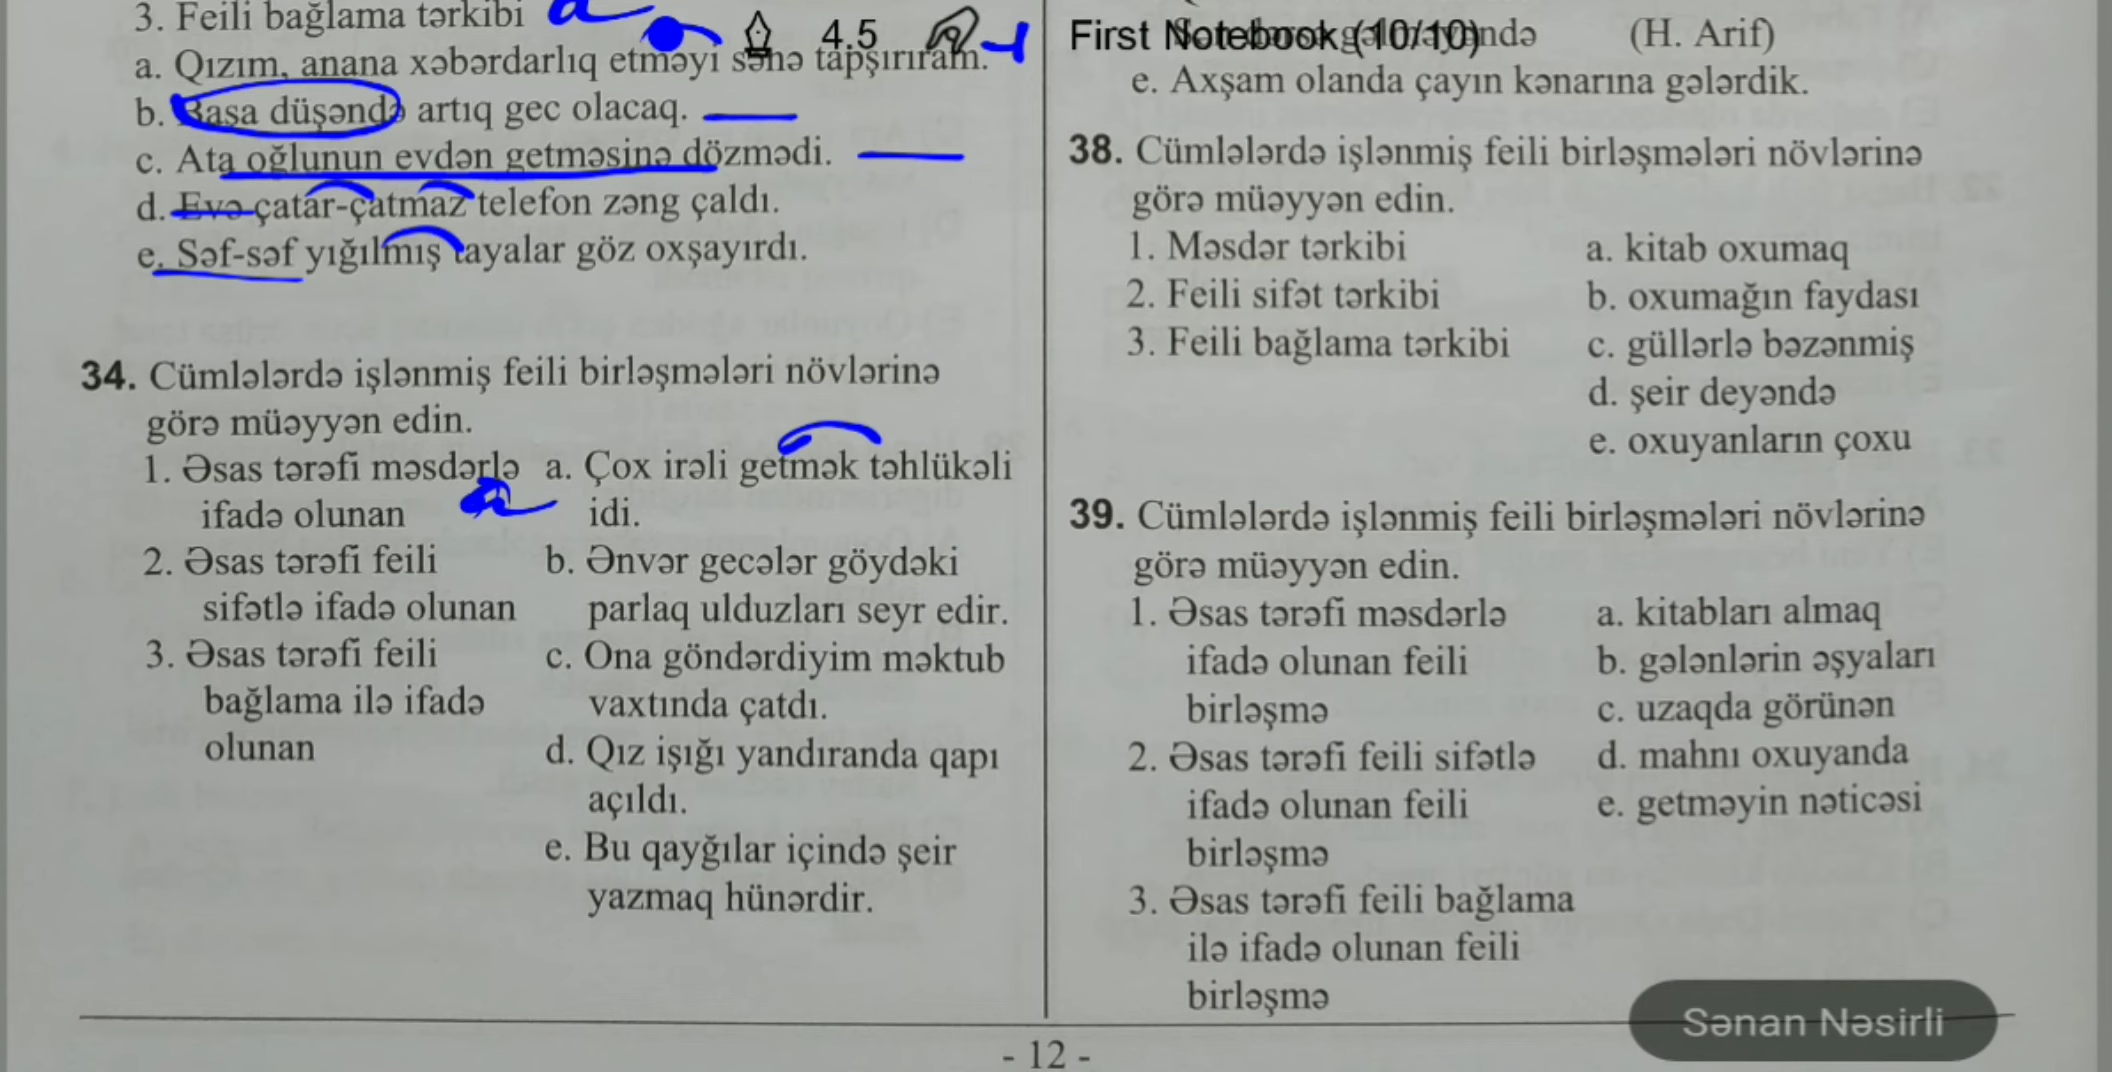 3. Feili bağlama tərkibi
a. Qızım, anana xəbərdarlıq etməyi sənə tapşırıram.
b. Başa düşəndə artıq gec olacaq.
c. Ata oğlunun evdən getməsinə dözmədi.
d. Evə çatar-çatmaz telefon zəng çaldı.
e. Səf-səf yığılmış tayalar göz oxşayırdı.
34. Cümlələrdə işlənmiş feili birləşmələri növlərinə
görə müəyyən edin.
1. Əsas tərəfi məsdərlə
ifadə olunan
a
2. Əsas tərəfi feili
sifətlə ifadə olunan
3. Əsas tərəfi feili
bağlama ilə ifadə
olunan
a. Çox irəli getmək təhlükəli
idi.
b. Ənvər gecələr göydəki
parlaq ulduzları seyr edir.
c. Ona göndərdiyim məktub
vaxtında çatdı.
d. Qız işığı yandıranda qapı
açıldı.
e. Bu qayğılar içində şeir
yazmaq hünərdir.
4.5
First Notebook (10/10)
(H. Arif)
e. Axşam olanda çayın kənarına gələrdik.
38. Cümlələrdə işlənmiş feili birləşmələri növlərinə
görə müəyyən edin.
1. Məsdər tərkibi
2. Feili sifət tərkibi
3. Feili bağlama tərkibi
a. kitab oxumaq
b. oxumağın faydası
c. güllərlə bəzənmiş
d. şeir deyəndə
e. oxuyanların çoxu
39. Cümlələrdə işlənmiş feili birləşmələri növlərinə
görə müəyyən edin.
1. Əsas tərəfi məsdərlə
ifadə olunan feili
birləşmə
2. Əsas tərəfi feili sifətlə
ifadə olunan feili
birləşmə
3. Əsas tərəfi feili bağlama
ilə ifadə olunan feili
birləşmə
a. kitabları almaq
b. gələnlərin əşyaları
c. uzaqda görünən
d. mahnı oxuyanda
e. getməyin nəticəsi
Sənan Nəsirli
- 12 -